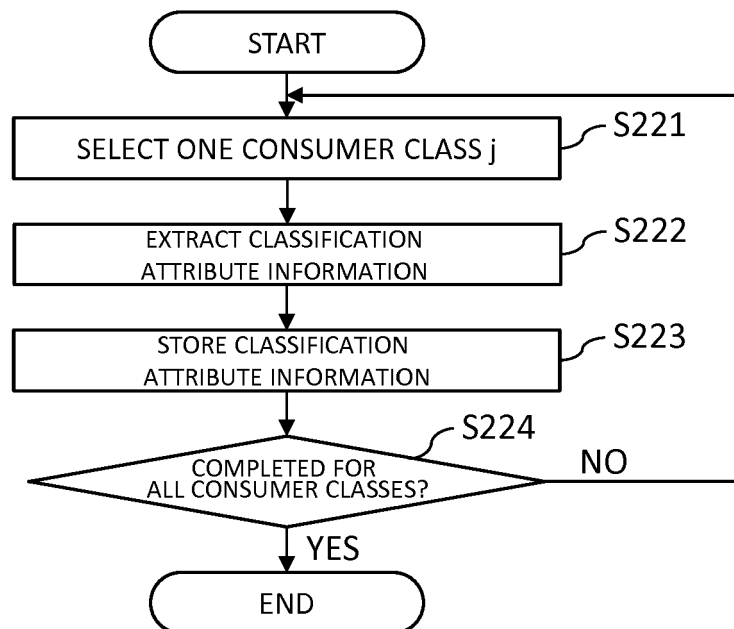 START
SELECT ONE CONSUMER CLASS j
S221
EXTRACT CLASSIFICATION
ATTRIBUTE INFORMATION
S222
STORE CLASSIFICATION
ATTRIBUTE INFORMATION
S223
S224
COMPLETED FOR
ALL CONSUMER CLASSES?
NO
YES
END